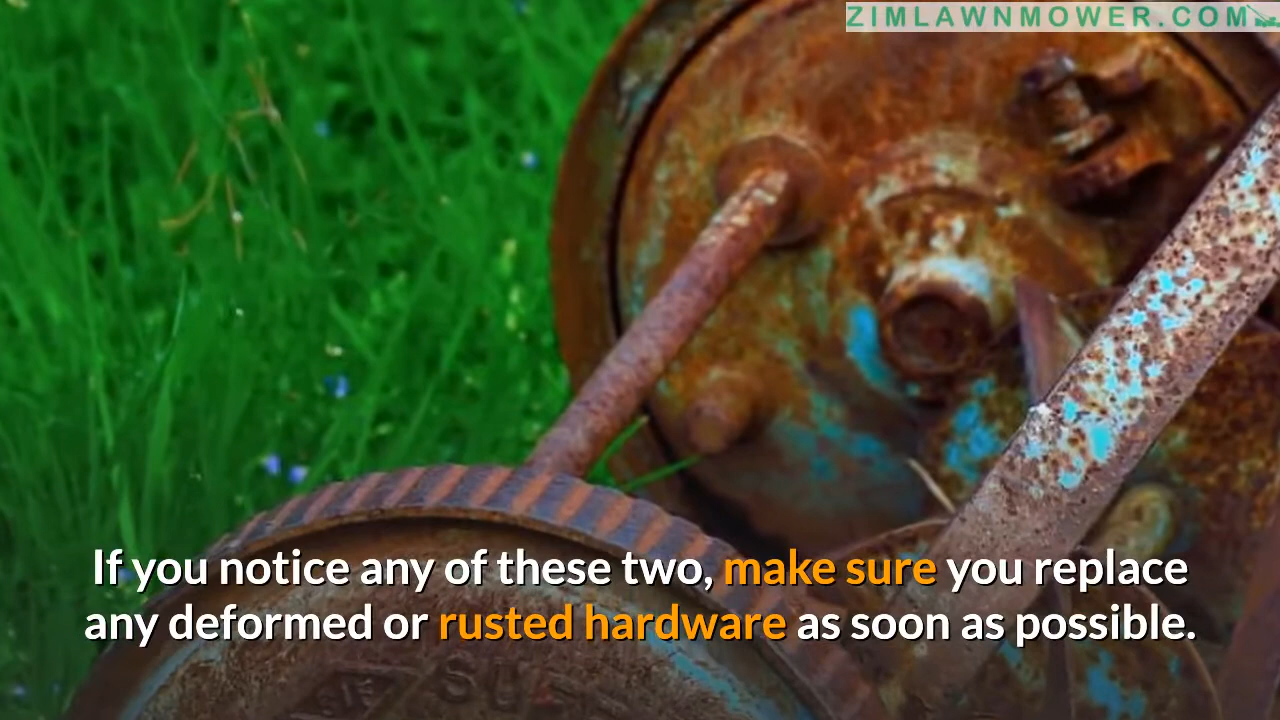 ZIMLAWNMOWER.COM
If you notice any of these two, make sure you replace
any deformed or rusted hardware as soon as possible.